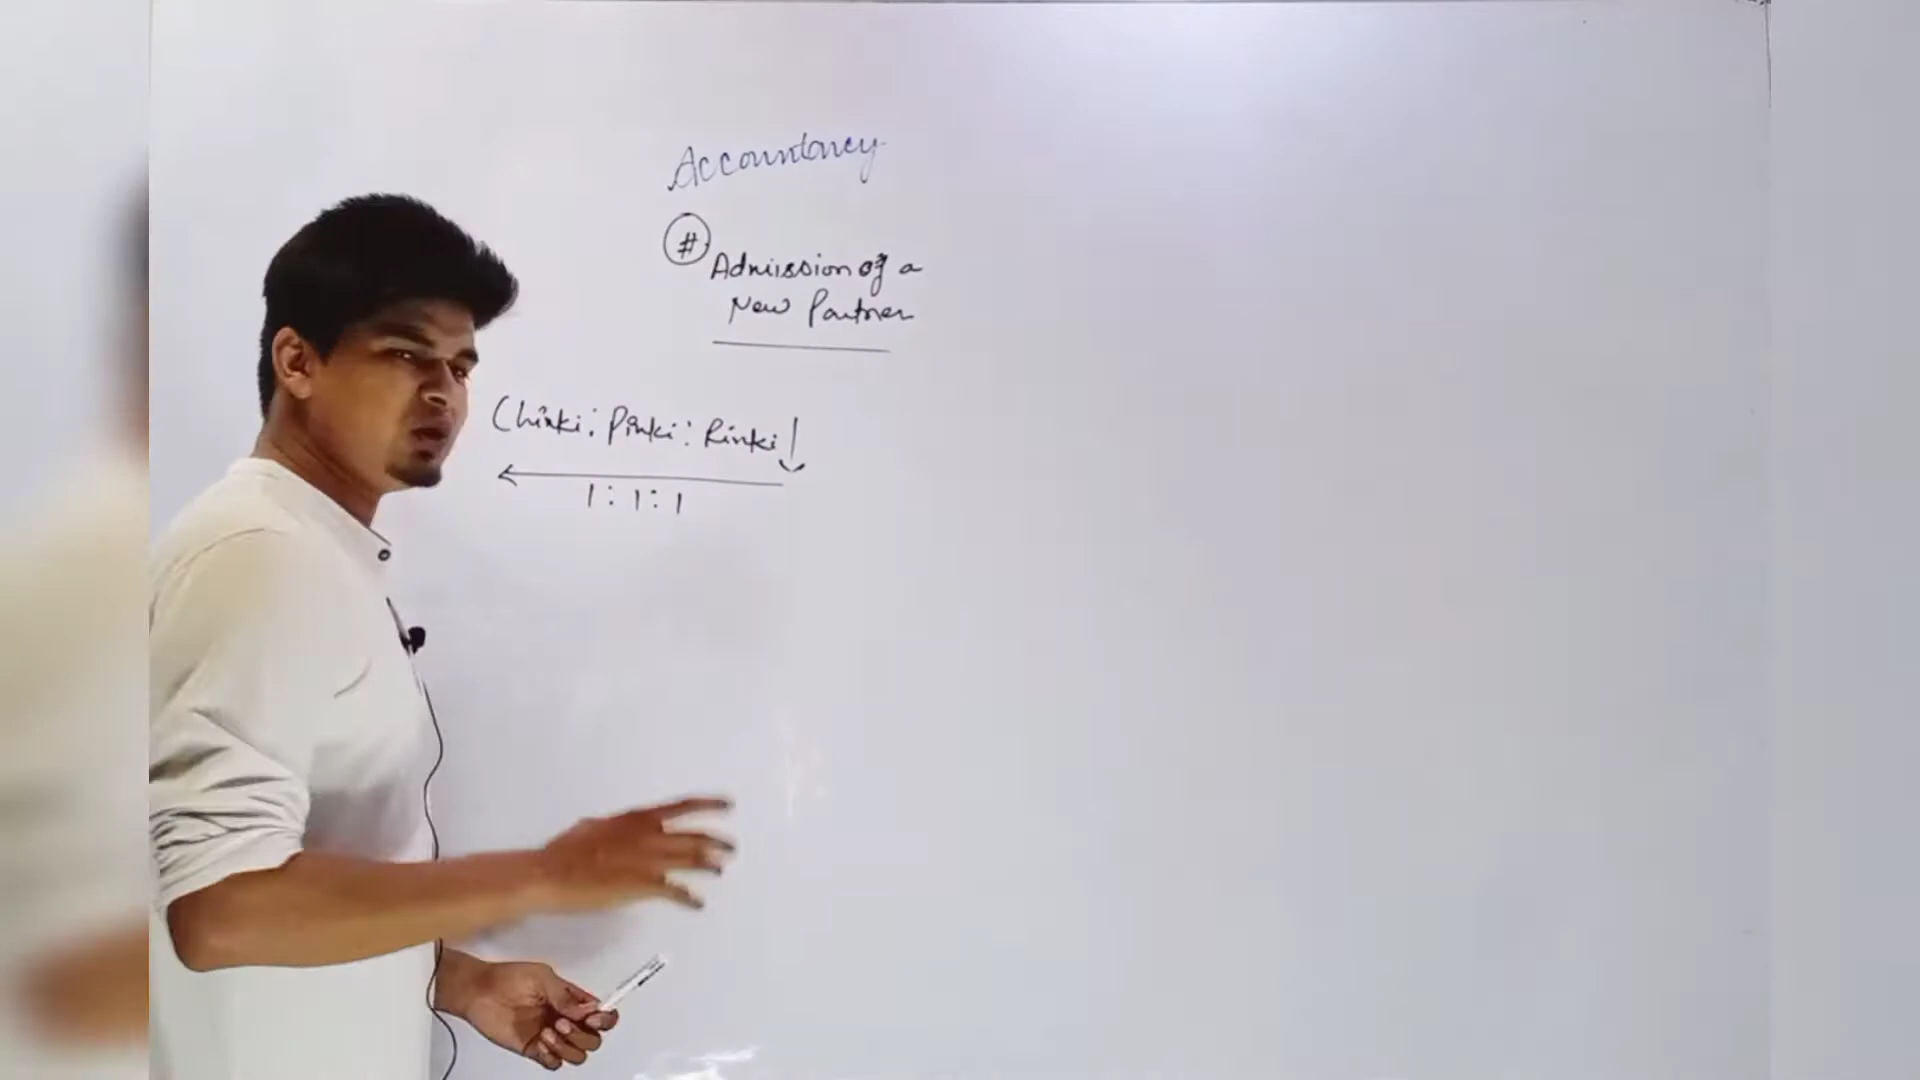 Accountancy
#
Admission of a
New Partner
Chinki : Pinki : Rinki
1 : 1 : 1